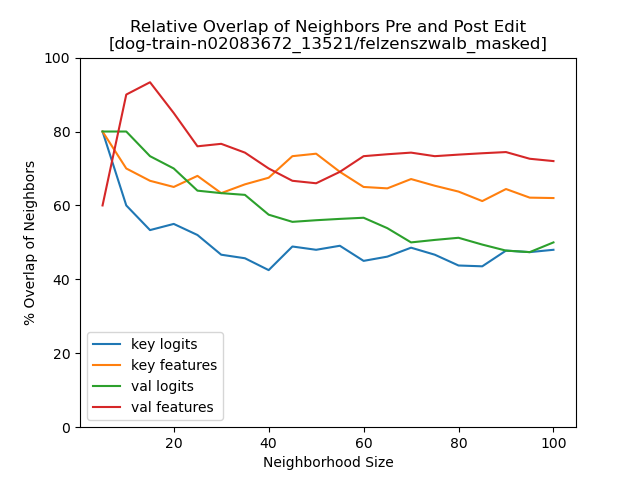 Relative Overlap of Neighbors Pre and Post Edit
[dog-train-n02083672_13521/felzenszwalb_masked]
100
80
60
40
20
0
% Overlap of Neighbors
key logits
key features
val logits
val features
20 40 60 80 100
Neighborhood Size